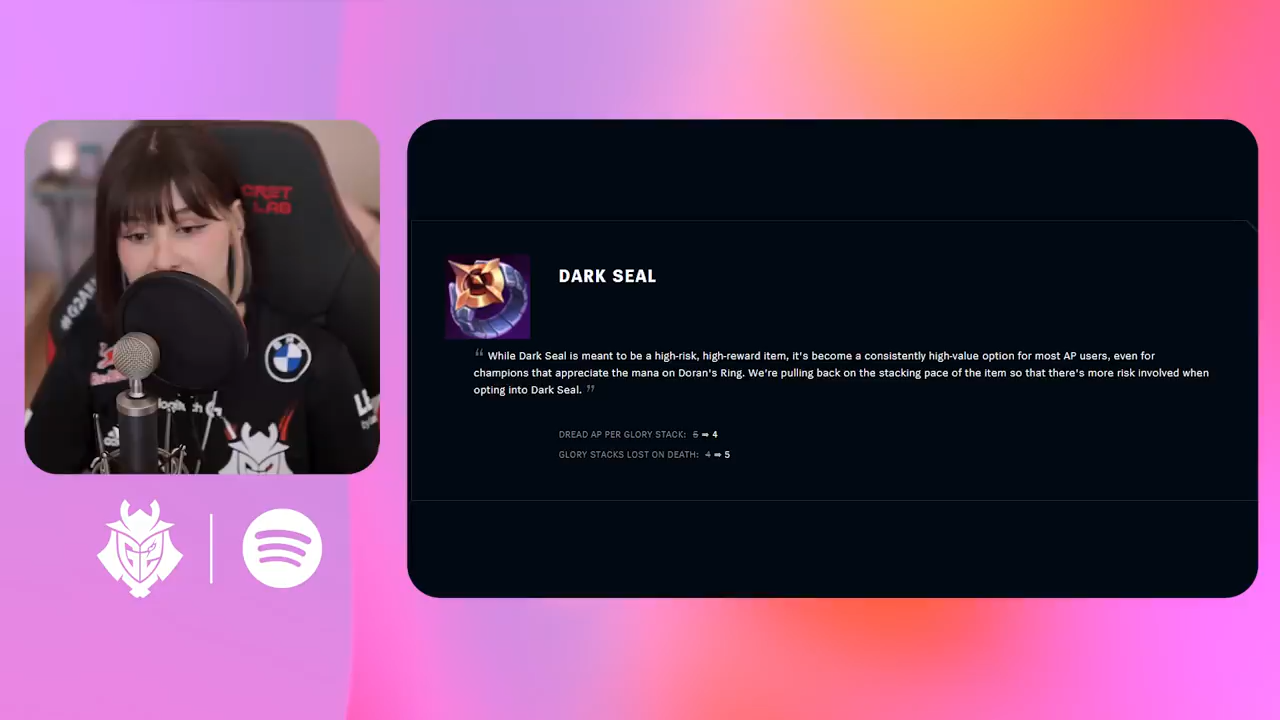 CRET
LAB
logitech G
DARK SEAL
“ While Dark Seal is meant to be a high-risk, high-reward item, it's become a consistently high-value option for most AP users, even for
champions that appreciate the mana on Doran's Ring. We're pulling back on the stacking pace of the item so that there's more risk involved when
opting into Dark Seal. ”
DREAD AP PER GLORY STACK: 5 ⇒ 4
GLORY STACKS LOST ON DEATH: 4 ⇒ 5